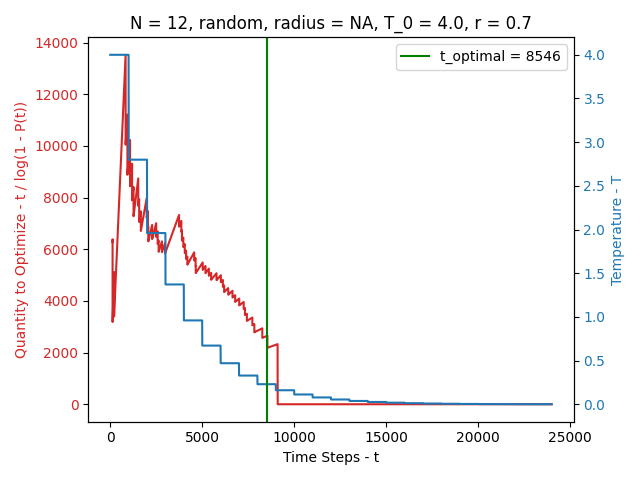 N = 12, random, radius = NA, T_0 = 4.0, r = 0.7
t_optimal = 8546
Quantity to Optimize - t / log(1 - P(t))
14000
12000
10000
8000
6000
4000
2000
0
4.0
3.5
3.0
2.5
2.0
1.5
1.0
0.5
0.0
Temperature - T
0 5000 10000 15000 20000 25000
Time Steps - t